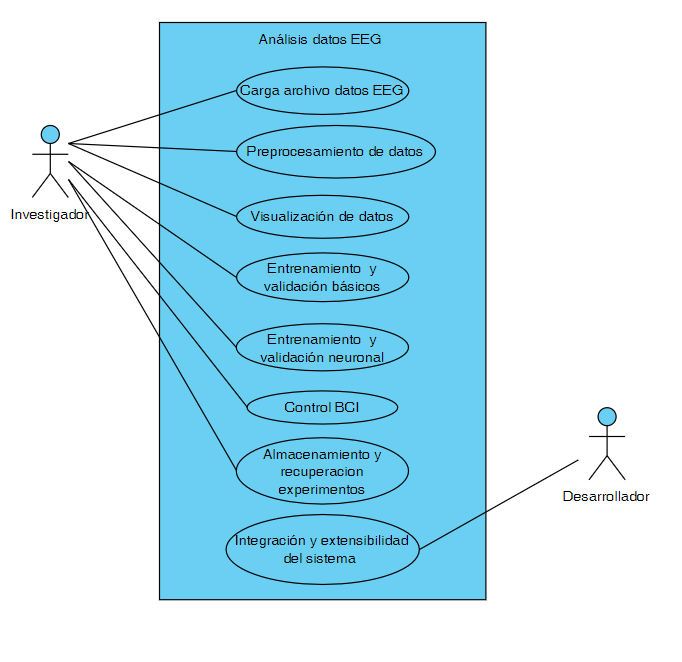 Análisis datos EEG
Carga archivo datos EEG
Preprocesamiento de datos
Investigador
Visualización de datos
Entrenamiento y
validación básicos
Entrenamiento y
validación neuronal
Control BCI
Almacenamiento y
recuperacion
experimentos
Desarrollador
Integración y extensibilidad
del sistema